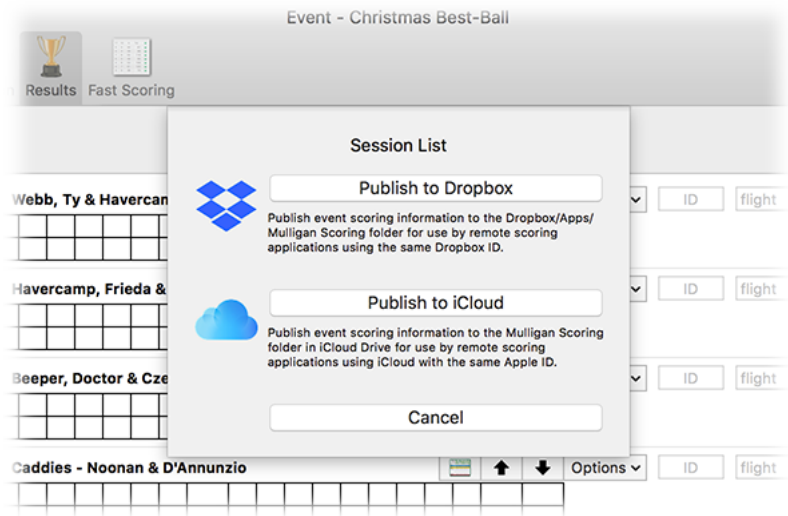 Event - Christmas Best-Ball
Results Fast Scoring
Session List
Publish to Dropbox
Publish event scoring information to the Dropbox/Apps/
Mulligan Scoring folder for use by remote scoring
applications using the same Dropbox ID.
Publish to iCloud
Publish event scoring information to the Mulligan Scoring
folder in iCloud Drive for use by remote scoring
applications using iCloud with the same Apple ID.
Cancel
Webb, Ty & Havercam ID flight
Havercamp, Frieda & ID flight
Beeper, Doctor & Cze ID flight
Caddies - Noonan & D'Annunzio Options ID flight